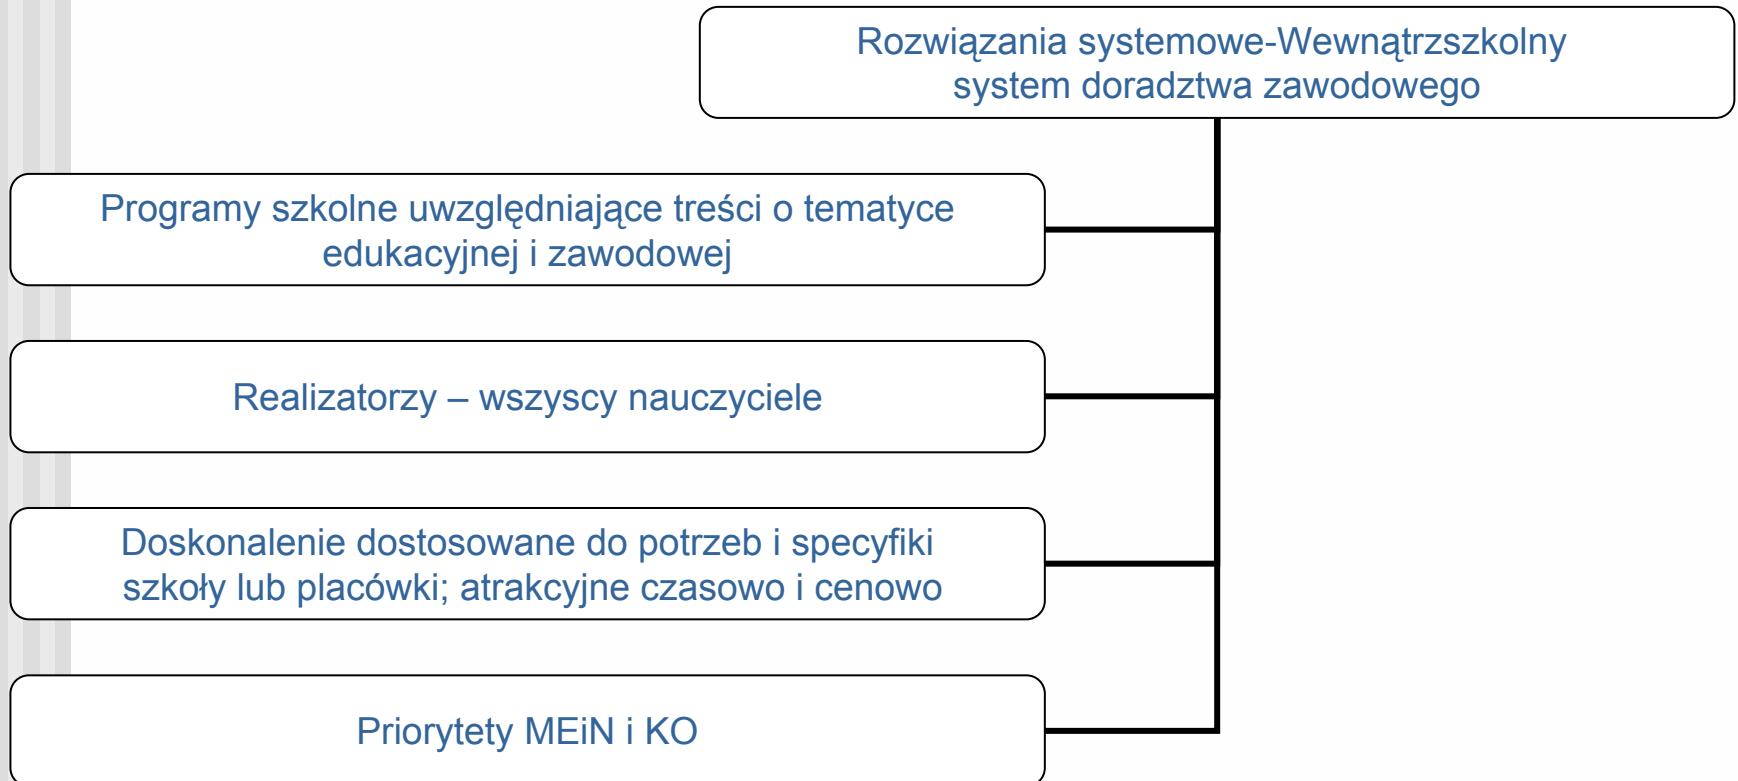 Rozwiązania systemowe-Wewnątrzszkolny
system doradztwa zawodowego
Programy szkolne uwzględniające treści o tematyce
edukacyjnej i zawodowej
Realizatorzy – wszyscy nauczyciele
Doskonalenie dostosowane do potrzeb i specyfiki
szkoły lub placówki; atrakcyjne czasowo i cenowo
Priorytety MEiN i KO